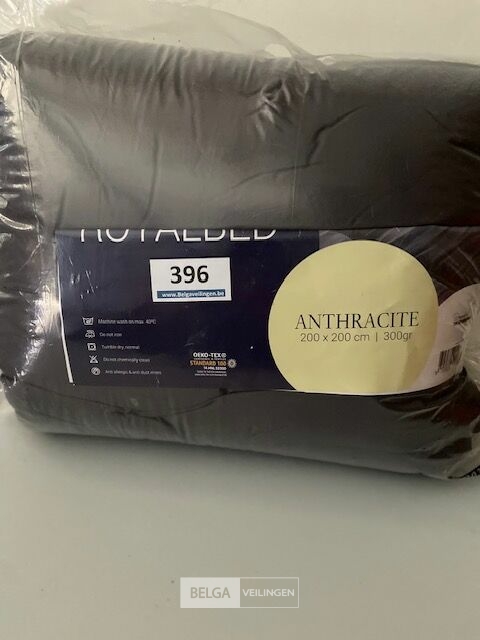 ROYALBED
396
www.Belgaveilingen.be
Machine wash on max. 40°C
Do not iron
Tumble dry, normal
Do not chemically clean
Anti allergic & anti dust mites
OEKO-TEX®
STANDARD 100
ANTHRACITE
200 x 200 cm | 300gr
BELGA VEILINGEN